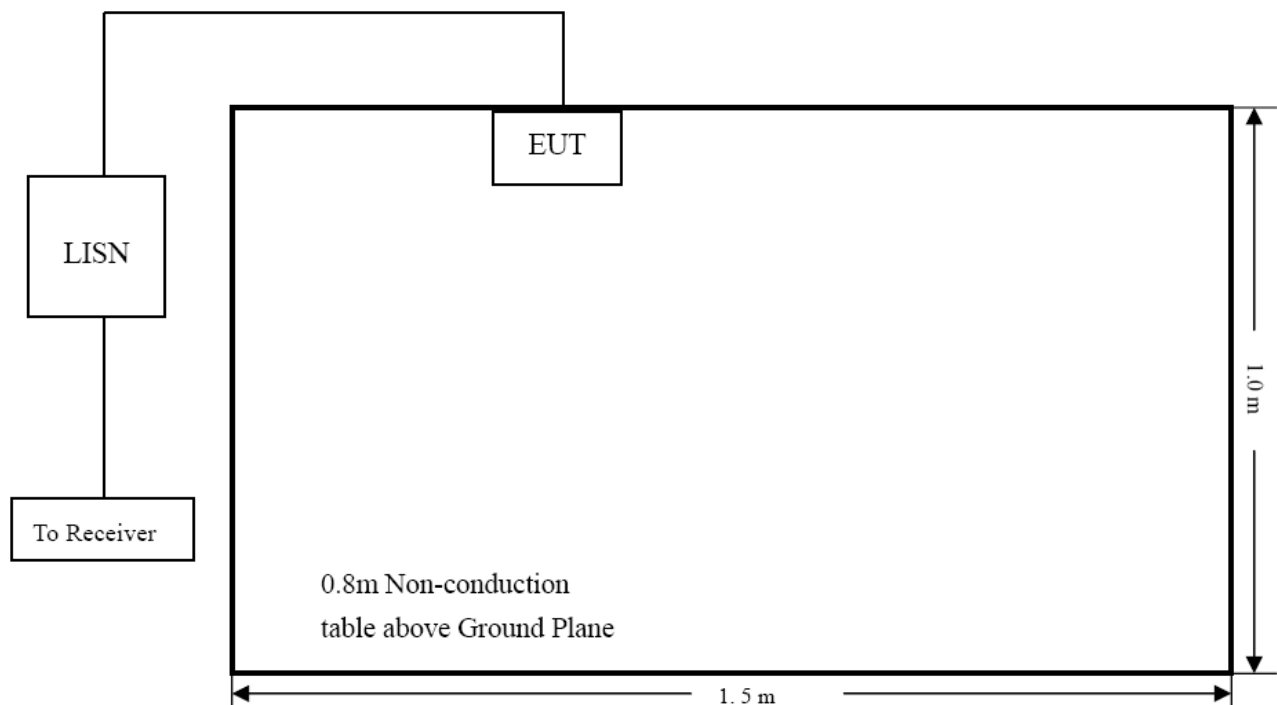 EUT
LISN
1.0 m
To Receiver
0.8m Non-conduction
table above Ground Plane
1. 5 m